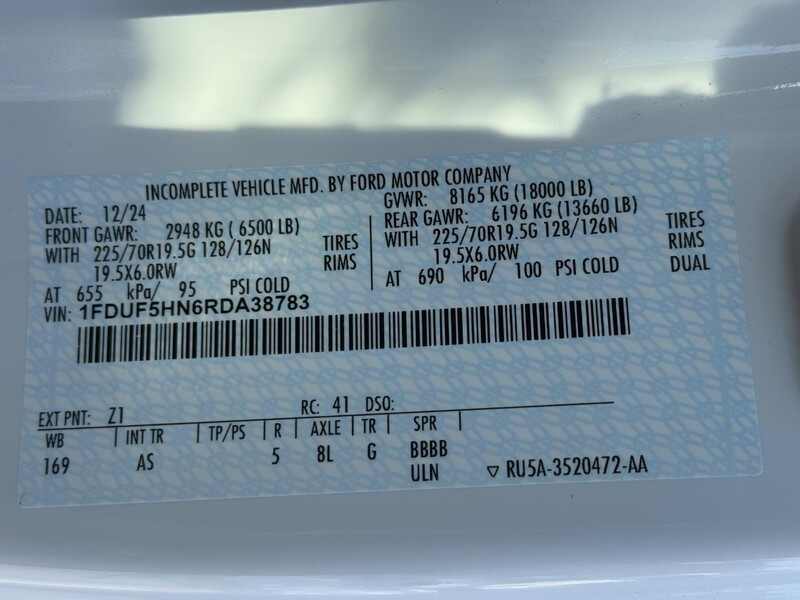 INCOMPLETE VEHICLE MFD. BY FORD MOTOR COMPANY
DATE: 12/24
FRONT GAWR: 2948 KG ( 6500 LB)
WITH 225/70R19.5G 128/126N TIRES
19.5X6.0RW RIMS
AT 655 kPa/ 95 PSI COLD
GVWR: 8165 KG (18000 LB)
REAR GAWR: 6196 KG (13660 LB)
WITH 225/70R19.5G 128/126N TIRES
19.5X6.0RW RIMS
AT 690 kPa/ 100 PSI COLD DUAL
VIN: 1FDUF5HN6RDA38783
EXT PNT: Z1 RC: 41 DSO:
WB INT TR TP/PS R AXLE TR SPR
169 AS 5 8L G BBBB
ULN ▽ RU5A-3520472-AA